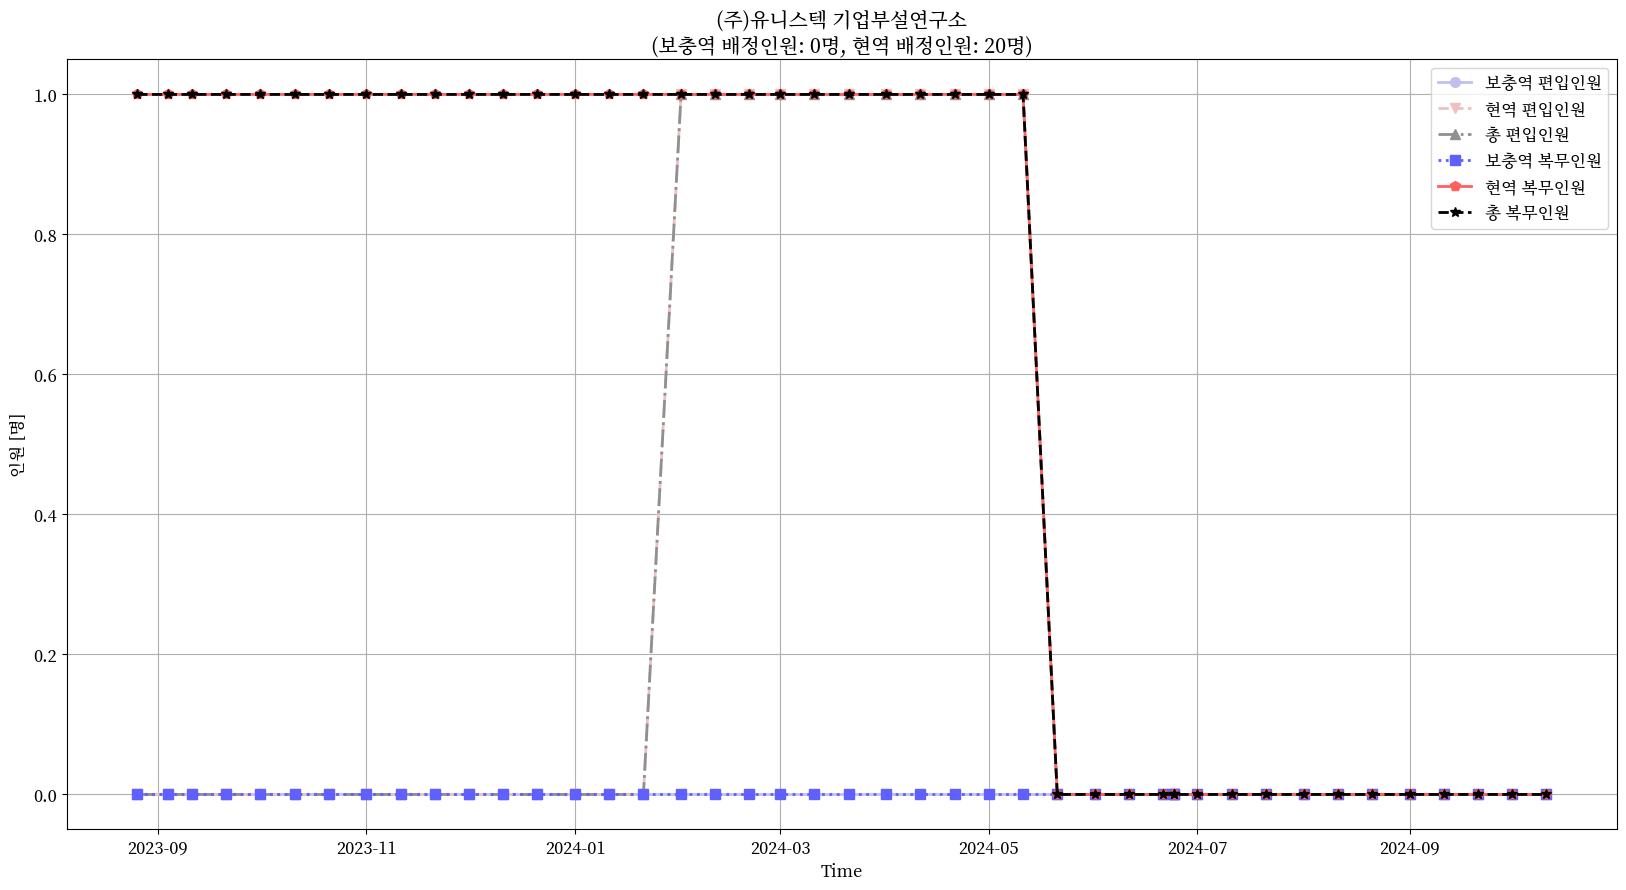 (주)유니스텍 기업부설연구소
(보충역 배정인원: 0명, 현역 배정인원: 20명)
보충역 편입인원
현역 편입인원
총 편입인원
보충역 복무인원
현역 복무인원
총 복무인원
1.0
0.8
0.6
0.4
0.2
0.0
인원 [명]
2023-09
2023-11
2024-01
2024-03
2024-05
2024-07
2024-09
Time